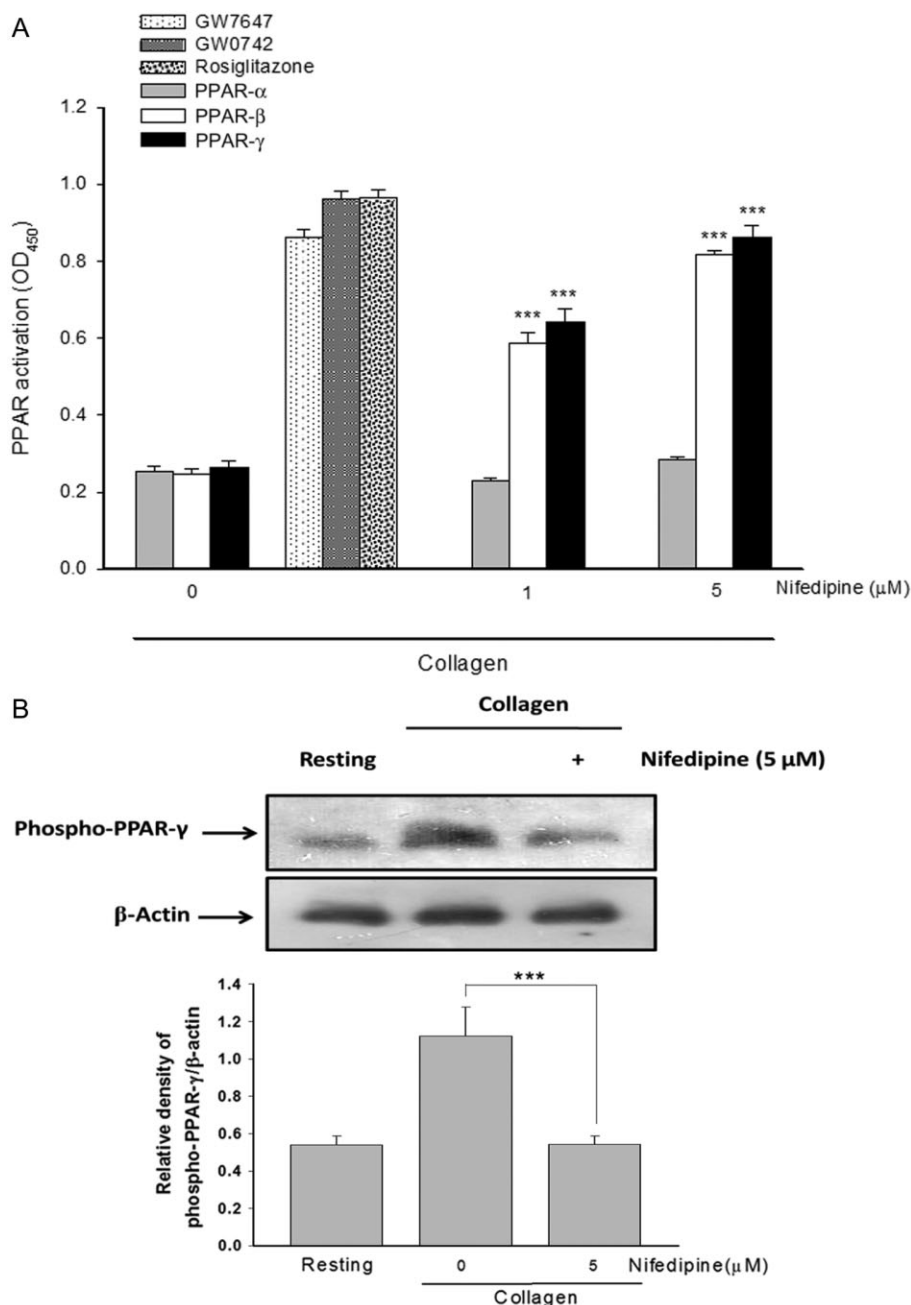 A
GW7647
GW0742
Rosiglitazone
PPAR-α
PPAR-β
PPAR-γ
PPAR activation (OD450)
1.2
1.0
0.8
0.6
0.4
0.2
0.0
*** ***
*** ***
0 1 5 Nifedipine (μM)
Collagen
B
Collagen
Resting + Nifedipine (5 μM)
Phospho-PPAR-γ
β-Actin
Relative density of
phospho-PPAR-γ/β-actin
1.4
1.2
1.0
0.8
0.6
0.4
0.2
0.0
***
Resting 0 5 Nifedipine(μM)
Collagen